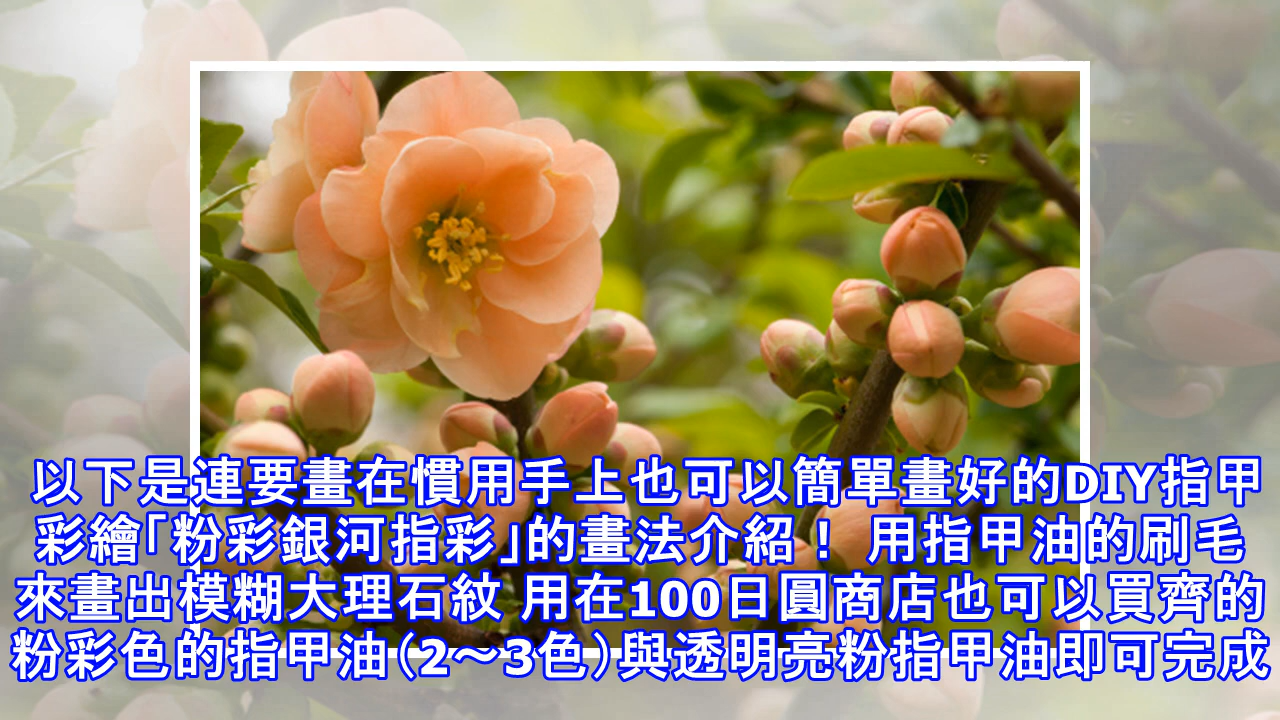 以下是連要畫在慣用手上也可以簡單畫好的DIY指甲
彩繪「粉彩銀河指彩」的畫法介紹！ 用指甲油的刷毛
來畫出模糊大理石紋 用在100日圓商店也可以買齊的
粉彩色的指甲油（2～3色）與透明亮粉指甲油即可完成